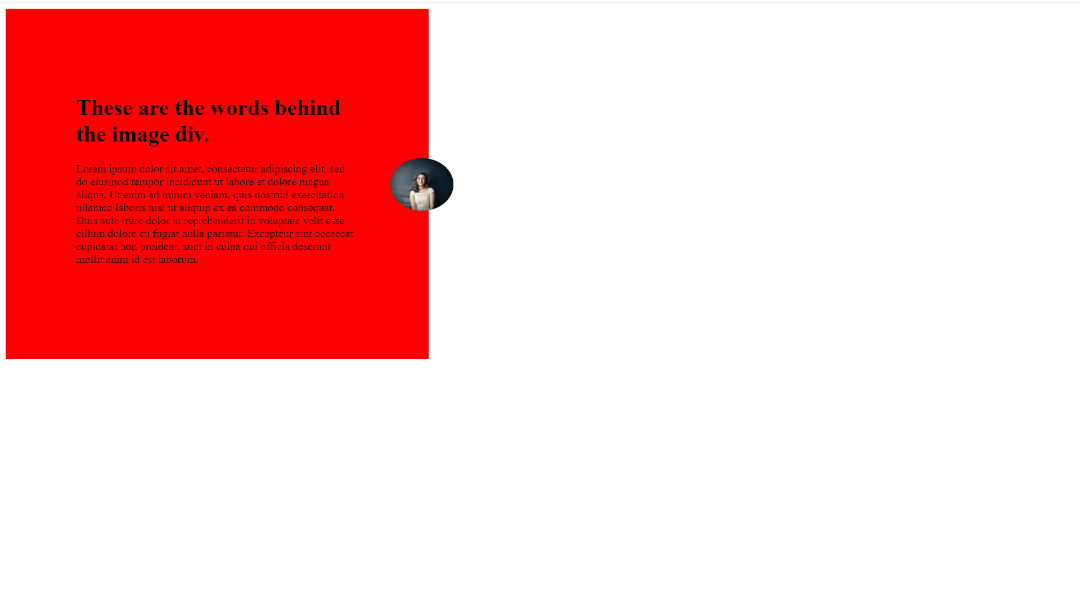 These are the words behind
the image div.
Lorem ipsum dolor sit amet, consectetur adipiscing elit, sed
do eiusmod tempor incididunt ut labore et dolore magna
aliqua. Ut enim ad minim veniam, quis nostrud exercitation
ullamco laboris nisi ut aliquip ex ea commodo consequat.
Duis aute irure dolor in reprehenderit in voluptate velit esse
cillum dolore eu fugiat nulla pariatur. Excepteur sint occaecat
cupidatat non proident, sunt in culpa qui officia deserunt
mollit anim id est laborum.